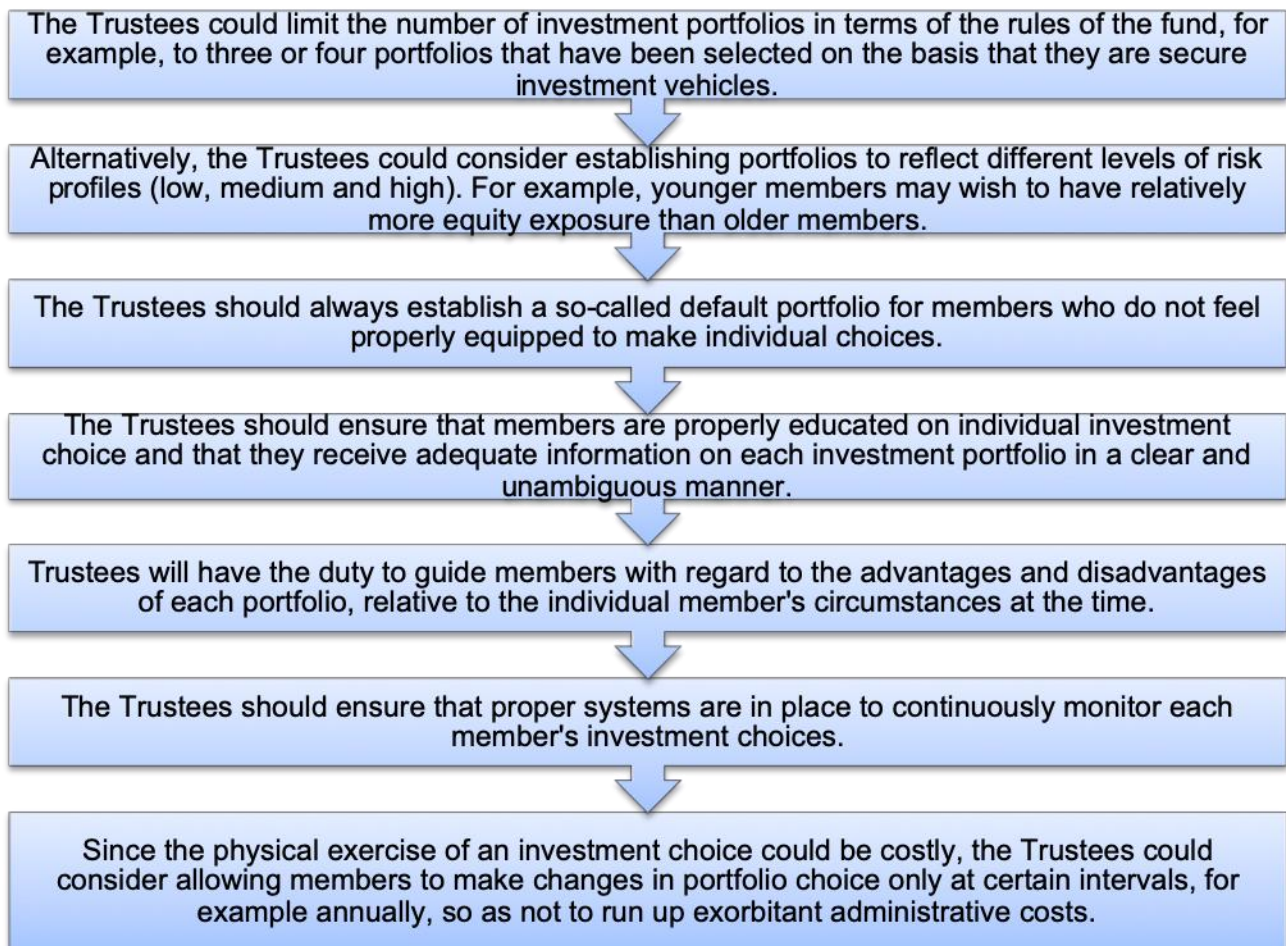 The Trustees could limit the number of investment portfolios in terms of the rules of the fund, for
example, to three or four portfolios that have been selected on the basis that they are secure
investment vehicles.
Alternatively, the Trustees could consider establishing portfolios to reflect different levels of risk
profiles (low, medium and high). For example, younger members may wish to have relatively
more equity exposure than older members.
The Trustees should always establish a so-called default portfolio for members who do not feel
properly equipped to make individual choices.
The Trustees should ensure that members are properly educated on individual investment
choice and that they receive adequate information on each investment portfolio in a clear and
unambiguous manner.
Trustees will have the duty to guide members with regard to the advantages and disadvantages
of each portfolio, relative to the individual member's circumstances at the time.
The Trustees should ensure that proper systems are in place to continuously monitor each
member's investment choices.
Since the physical exercise of an investment choice could be costly, the Trustees could
consider allowing members to make changes in portfolio choice only at certain intervals, for
example annually, so as not to run up exorbitant administrative costs.